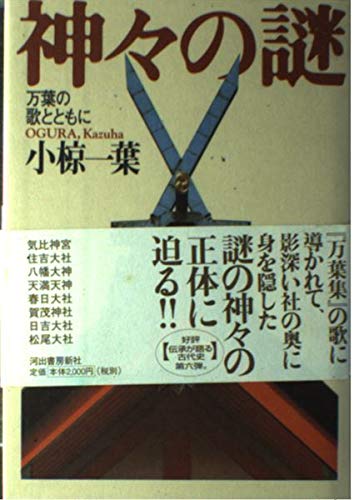 神々の謎
万葉の
歌とともに
OGURA, Kazuha
小椋一葉
『万葉集』の歌に
導かれて、
影深い社の奥に
身を隠した
謎の神々の
正体に
迫る!!
好評
【伝承が語る
古代史】
第六弾。
気比神宮
住吉大社
八幡大神
天満天神
春日大社
賀茂神社
日吉大社
松尾大社
河出書房新社
定価 本体2,000円(税別)